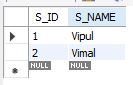 S_ID S_NAME
1 Vipul
2 Vimal
NULL NULL